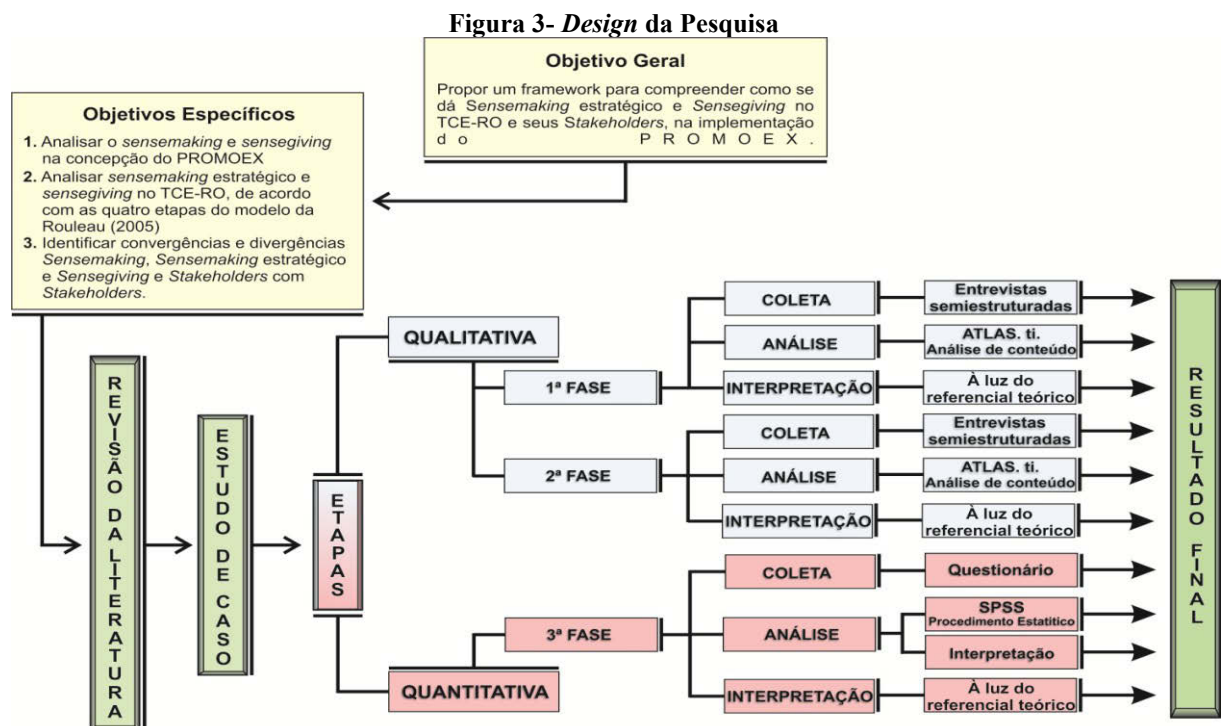 Figura 3- Design da Pesquisa
Objetivo Geral
Propor um framework para compreender como se
dá Sensemaking estratégico e Sensegiving no
TCE-RO e seus Stakeholders, na implementação
do PROMOEX.
Objetivos Específicos
1. Analisar o sensemaking e sensegiving
na concepção do PROMOEX
2. Analisar sensemaking estratégico e
sensegiving no TCE-RO, de acordo
com as quatro etapas do modelo da
Rouleau (2005)
3. Identificar convergências e divergências
Sensemaking, Sensemaking estratégico
e Sensegiving e Stakeholders com
Stakeholders.
REVISÃO DA LITERATURA
ESTUDO DE CASO
ETAPAS
QUALITATIVA
1ª FASE
COLETA
Entrevistas
semiestruturadas
ANÁLISE
ATLAS. ti.
Análise de conteúdo
INTERPRETAÇÃO
À luz do
referencial teórico
2ª FASE
COLETA
Entrevistas
semiestruturadas
ANÁLISE
ATLAS. ti.
Análise de conteúdo
INTERPRETAÇÃO
À luz do
referencial teórico
QUANTITATIVA
3ª FASE
COLETA
Questionário
ANÁLISE
SPSS
Procedimento Estatítico
Interpretação
INTERPRETAÇÃO
À luz do
referencial teórico
RESULTADO FINAL